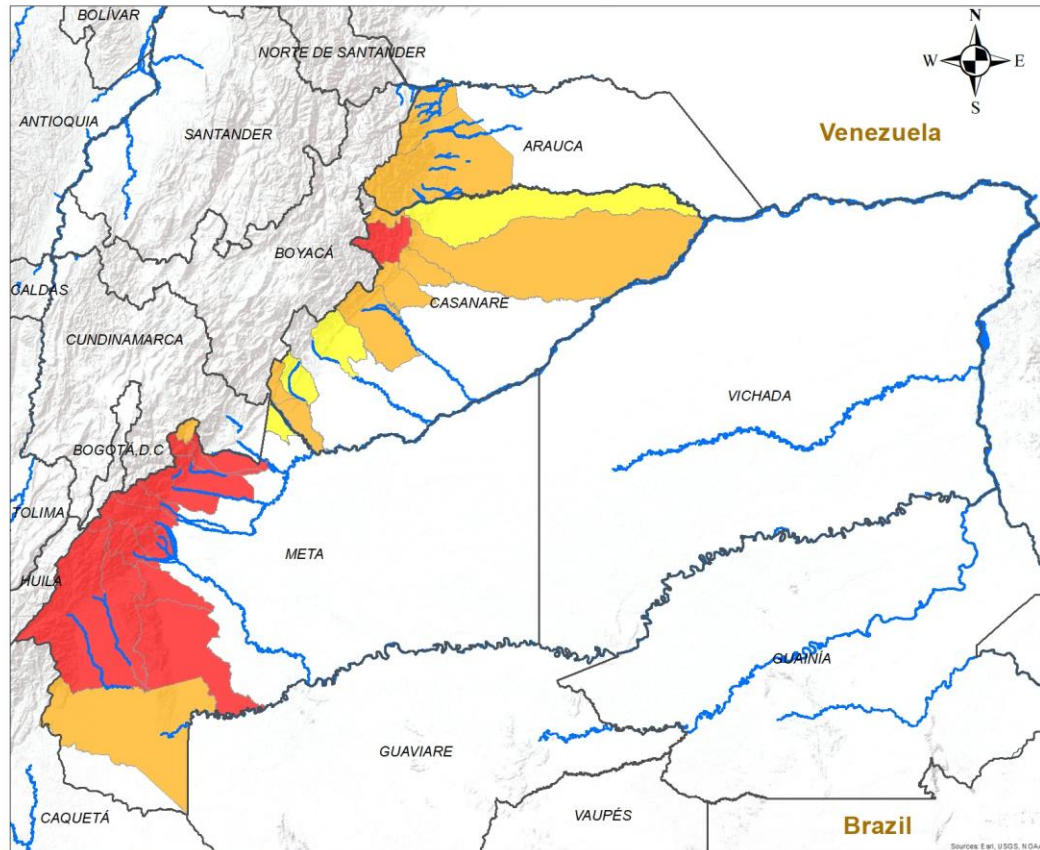 BOLÍVAR
NORTE DE SANTANDER
N
W
E
S
ANTIOQUIA
SANTANDER
ARAUCA
Venezuela
BOYACÁ
CALDAS
CASANARE
CUNDINAMARCA
VICHADA
BOGOTÁ,D.C
TOLIMA
META
HUILA
GUAINÍA
GUAVIARE
CAQUETÁ
VAUPÉS
Brazil
Sources: Esri, USGS, NOAA